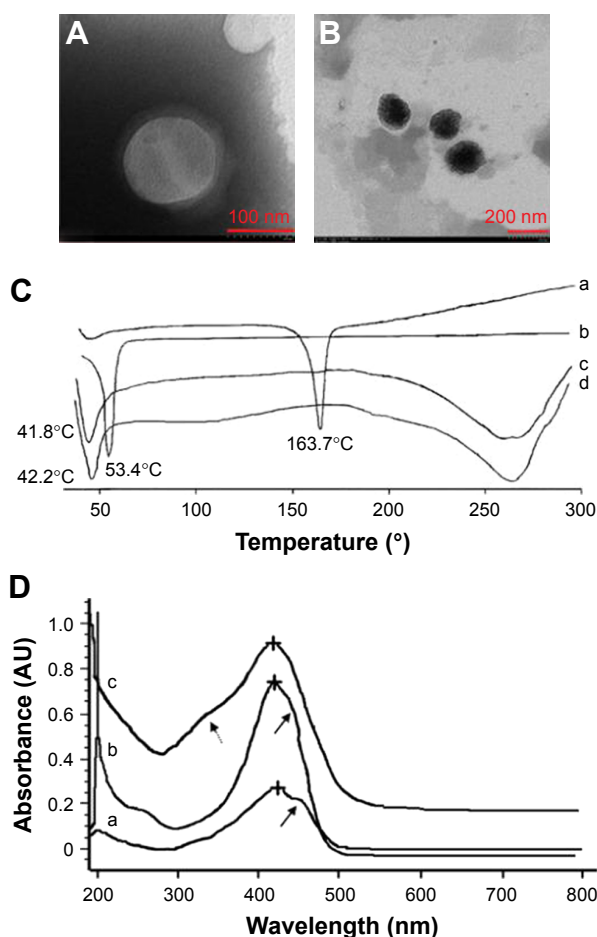 A
B
100 nm
200 nm
C
a
b
c
d
41.8°C
163.7°C
42.2°C
53.4°C
50 100 150 200 250 300
Temperature (°)
D
Absorbance (AU)
1.0
0.8
0.6
0.4
0.2
0
c
b
a
200 300 400 500 600 700 800
Wavelength (nm)